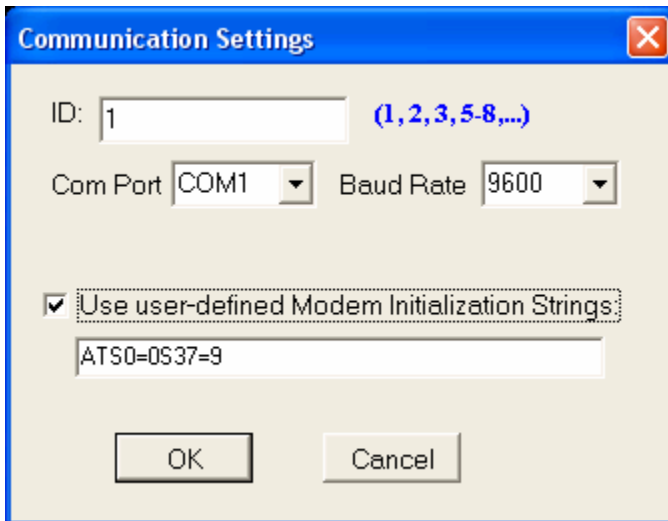 Communication Settings
ID: 1 (1, 2, 3, 5-8,...)
Com Port COM1 Baud Rate 9600
Use user-defined Modem Initialization Strings:
ATS0=0S37=9
OK Cancel